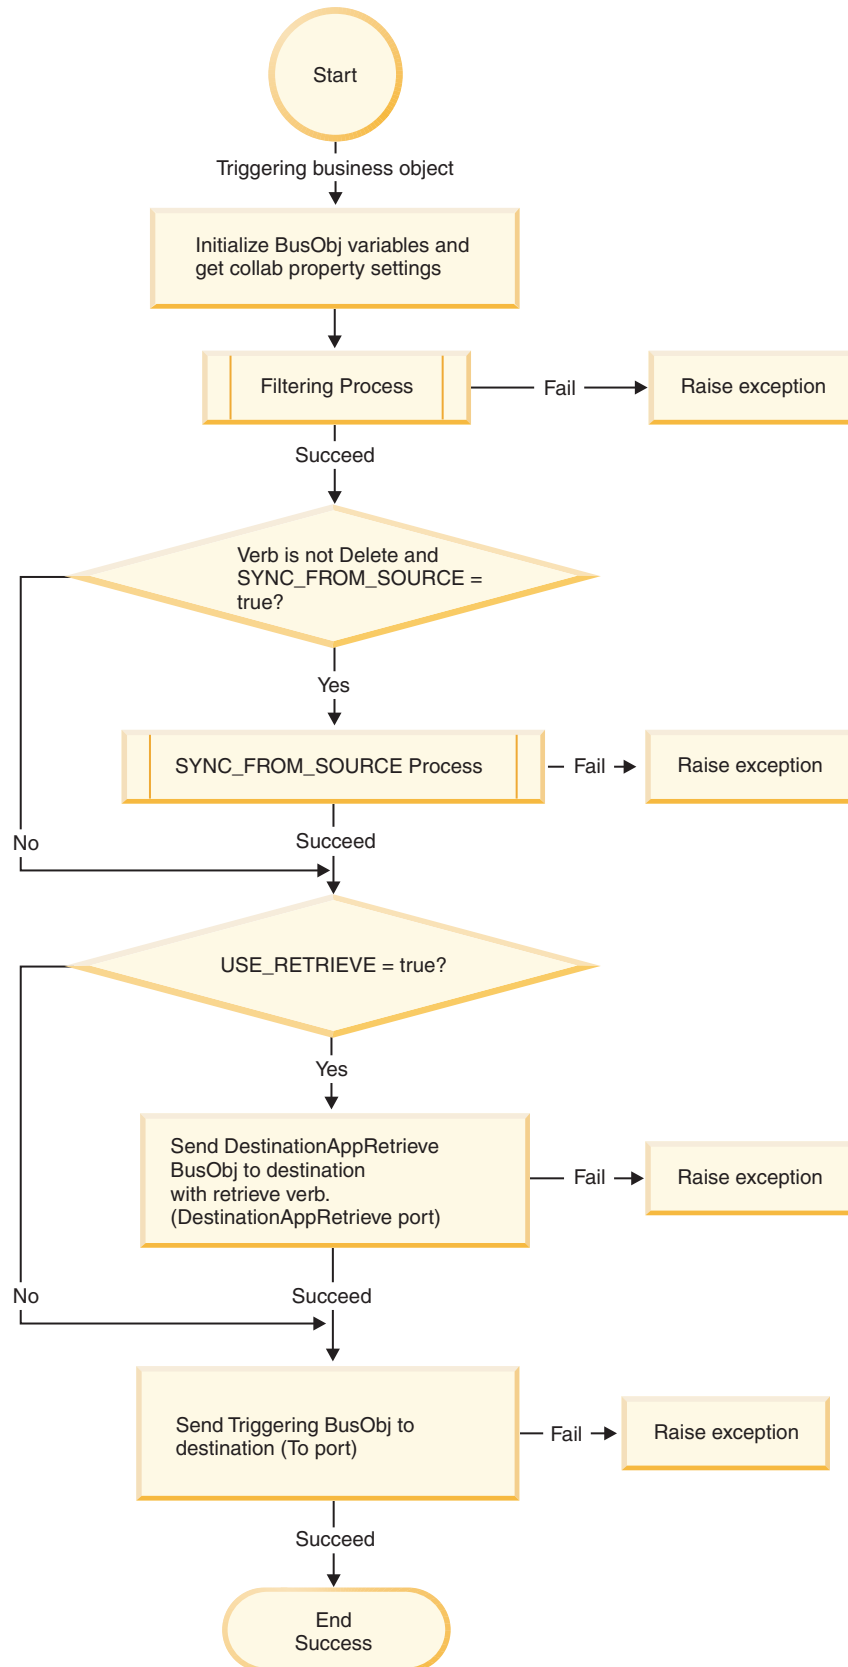 Start
Triggering business object
Initialize BusObj variables and
get collab property settings
Filtering Process
Fail
Raise exception
Succeed
Verb is not Delete and
SYNC_FROM_SOURCE =
true?
Yes
SYNC_FROM_SOURCE Process
Fail
Raise exception
No
Succeed
USE_RETRIEVE = true?
Yes
Send DestinationAppRetrieve
BusObj to destination
with retrieve verb.
(DestinationAppRetrieve port)
Fail
Raise exception
No
Succeed
Send Triggering BusObj to
destination (To port)
Fail
Raise exception
Succeed
End
Success